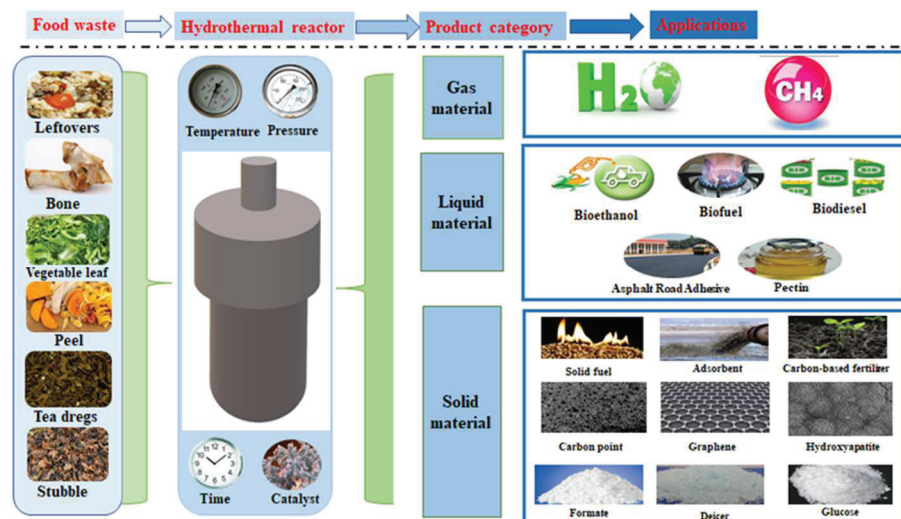 Food waste
Hydrothermal reactor
Product category
Applications
Leftovers
Bone
Vegetable leaf
Peel
Tea dregs
Stubble
Temperature
Pressure
Time
Catalyst
Gas
material
Liquid
material
Solid
material
H2O
CH4
Bioethanol
Biofuel
Biodiesel
Asphalt Road Adhesive
Pectin
Solid fuel
Adsorbent
Carbon-based fertilizer
Carbon point
Graphene
Hydroxyapatite
Formate
Deicer
Glucose